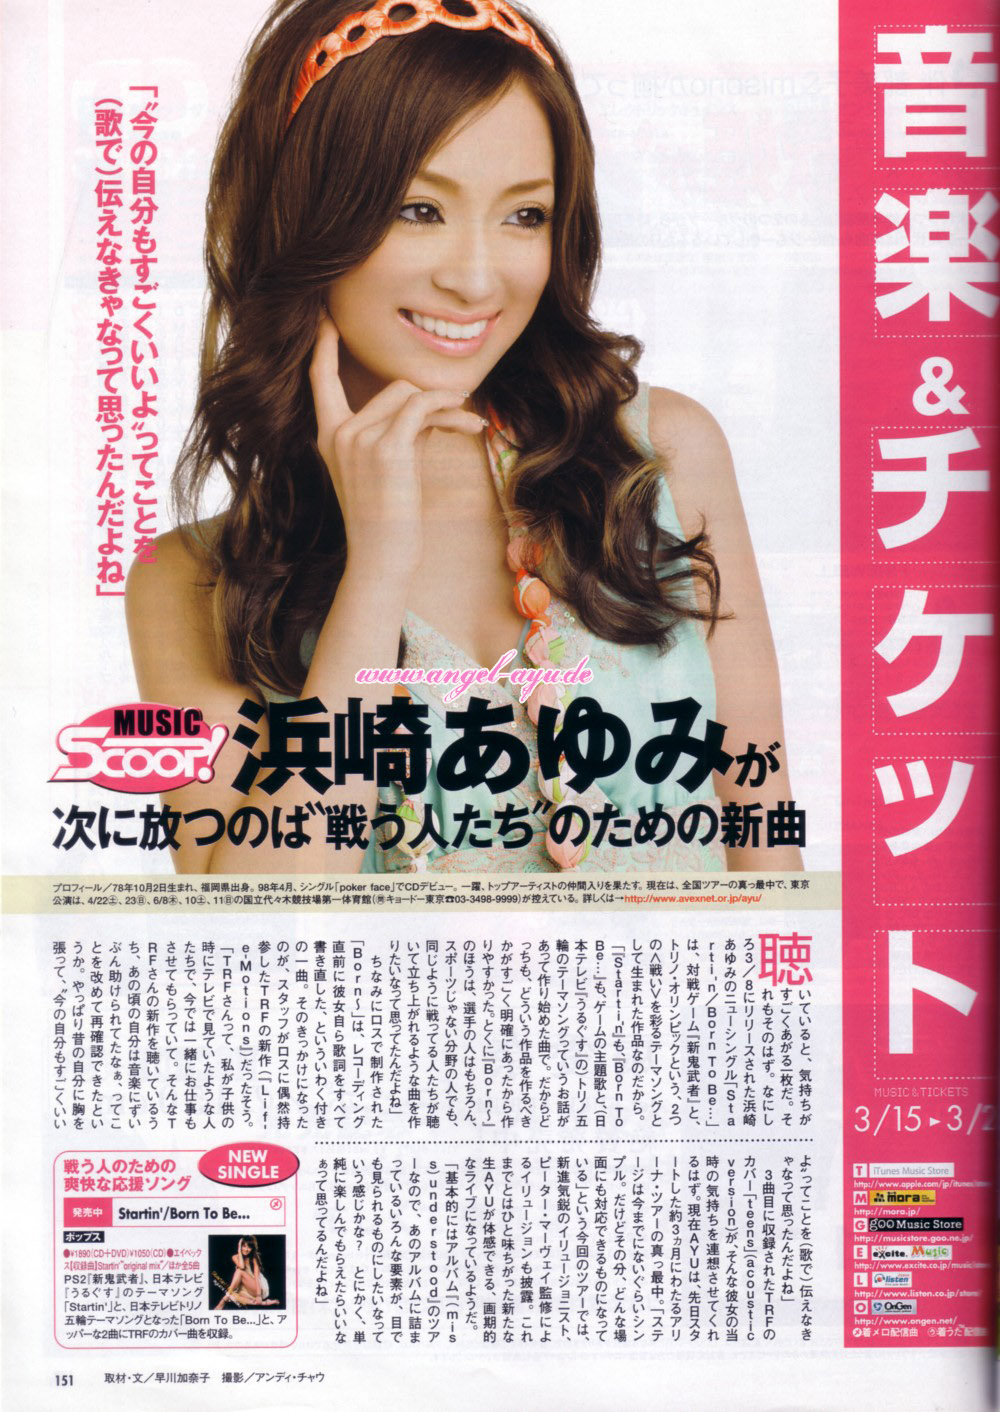 音楽&チケット
MUSIC & TICKETS
3/15▸3/2
「〝今の自分もすごくいいよ〟ってことを
(歌で)伝えなきゃなって思ったんだよね」
www.angel-ayu.de
MUSIC
Scoop!
浜崎あゆみが
次に放つのは〝戦う人たち〟のための新曲
プロフィール/78年10月2日生まれ、福岡県出身。98年4月、シングル「poker face」でCDデビュー。一躍、トップアーティストの仲間入りを果たす。現在は、全国ツアーの真っ最中で、東京
公演は、4/22㊏、23㊐、6/8㊍、10㊏、11㊐の国立代々木競技場第一体育館(㊄キョードー東京☎03-3498-9999)が控えている。詳しくは→http://www.avexnet.or.jp/ayu/
聴いていると、気持ちが
すごくあがる一枚だ。そ
れもそのはず。なにし
ろ3/8にリリースされた浜崎
あゆみのニューシングル「Sta
rtin'/Born To Be…」
は、対戦ゲーム『新鬼武者』と、
トリノ・オリンピックという、2つ
の〈戦い〉を彩るテーマソングと
して生まれた作品なのだから。
「『Startin'』も、『Born To
Be…』も、ゲームの主題歌と、(日
本テレビ『うるぐす』の)トリノ五
輪のテーマソングっていうお話が
あって作り始めた曲で。だからど
っちも、どういう作品を作るべき
かがすごく明確にあったから作
りやすかった。とくに『Born〜』
のほうは、選手の人はもちろん、
スポーツじゃない分野の人でも、
同じように戦ってる人たちが聴
いて立ち上がれるような曲を作
りたいなって思ってたんだよね」
ちなみにロスで制作された
「Born〜」は、レコーディング
直前に彼女自ら歌詞をすべて
書き直した、といういわく付き
の一曲。そのきっかけになった
のが、スタッフがロスに偶然持
参したTRFの新作(『Lif
e-Motions』)だったそう。
「TRFさんって、私が子供の
時にテレビで見ていたような人
たちで、今では一緒にお仕事も
させてもらっていて。そんなT
RFさんの新作を聴いているう
ち、あの頃の自分は音楽にずい
ぶん助けられてたなぁ、ってこ
とを改めて再確認できたとい
うか。やっぱり昔の自分に胸を
張って、〝今の自分もすごくいい
よ〟ってことを(歌で)伝えなき
ゃなって思ったんだよね」
3曲目に収録されたTRFの
カバー「teens」(acoustic
version)が、そんな彼女の当
時の気持ちを連想させてくれ
るはず。現在AYUは、先日スタ
ートした約3ヵ月にわたるアリ
ーナ・ツアーの真っ最中。「ステ
ージは今までにないぐらいシン
プル。だけどその分、どんな場
面にも対応できるものになって
いる」という今回のツアーでは、
新進気鋭のイリュージョニスト、
ピーター・マーヴェイ監修によ
るイリュージョンも披露。これ
までとはひと味ちがった新たな
AYUが体感できる、画期的
なライブになっているようだ。
「基本的にはアルバム『(mis
s)understood』のツア
ーなので、あのアルバムに詰ま
っているいろんな要素が、目で
も見られるものにしたいなって
いう感じかな? とにかく、単
純に楽しんでもらえたらいいな
ぁって思ってるんだよね」
NEW
SINGLE
戦う人のための
爽快な応援ソング
発売中
Startin'/Born To Be...
ポップス
●¥1890(CD+DVD)¥1050(CD)●エイベック
ス【収録曲】Startin'"original mix"/ほか全5曲
PS2『新鬼武者』、日本テレビ
『うるぐす』のテーマソング
「Startin'」と、日本テレビトリノ
五輪テーマソングとなった「Born To Be...」と、ア
ッパーな2曲にTRFのカバー曲を収録。
T iTunes Music Store
http://www.apple.com/jp/itunes/
M mora
http://mora.jp/
G goo Music Store
http://musicstore.goo.ne.jp/
E excite. Music
http://www.excite.co.jp/music
L listen
http://www.listen.co.jp/store/
O OnGen
http://www.ongen.net/
着メロ配信曲 着うた®配信曲
151
取材・文/早川加奈子 撮影/アンディ・チャウ